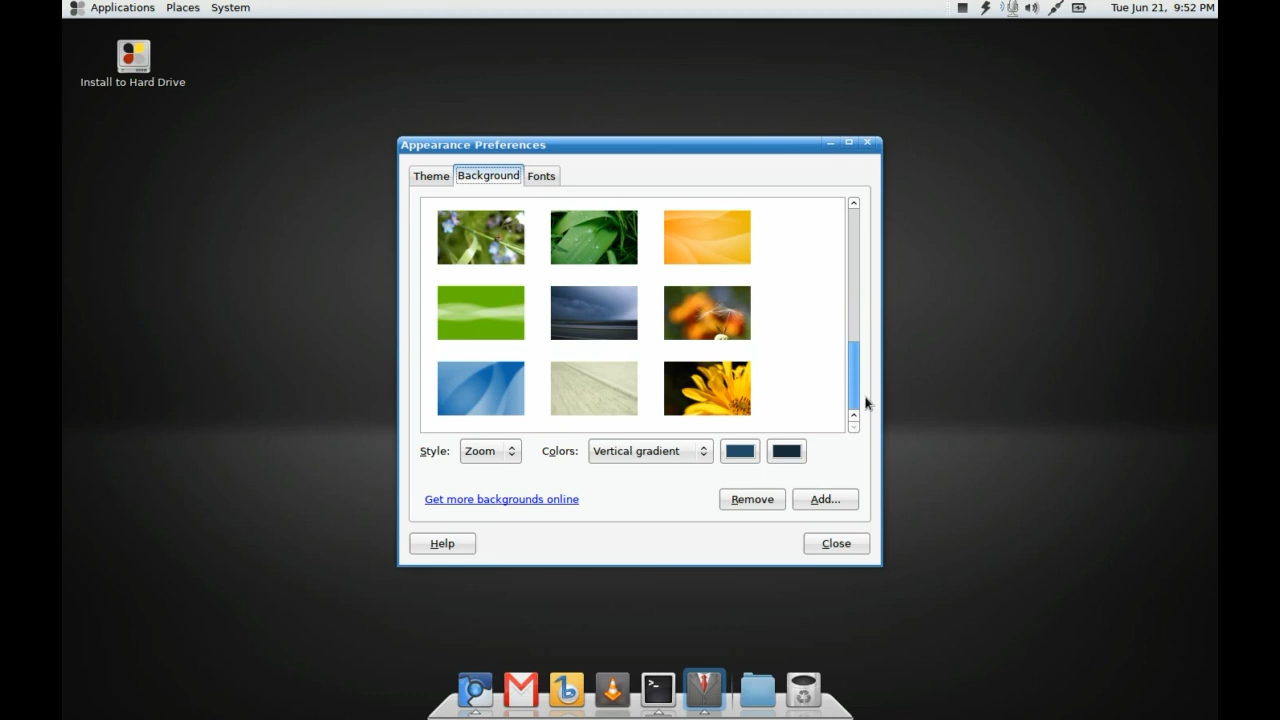 Applications Places System
Tue Jun 21, 9:52 PM
Install to Hard Drive
Appearance Preferences
Theme Background Fonts
Style: Zoom Colors: Vertical gradient
Get more backgrounds online
Remove Add...
Help Close